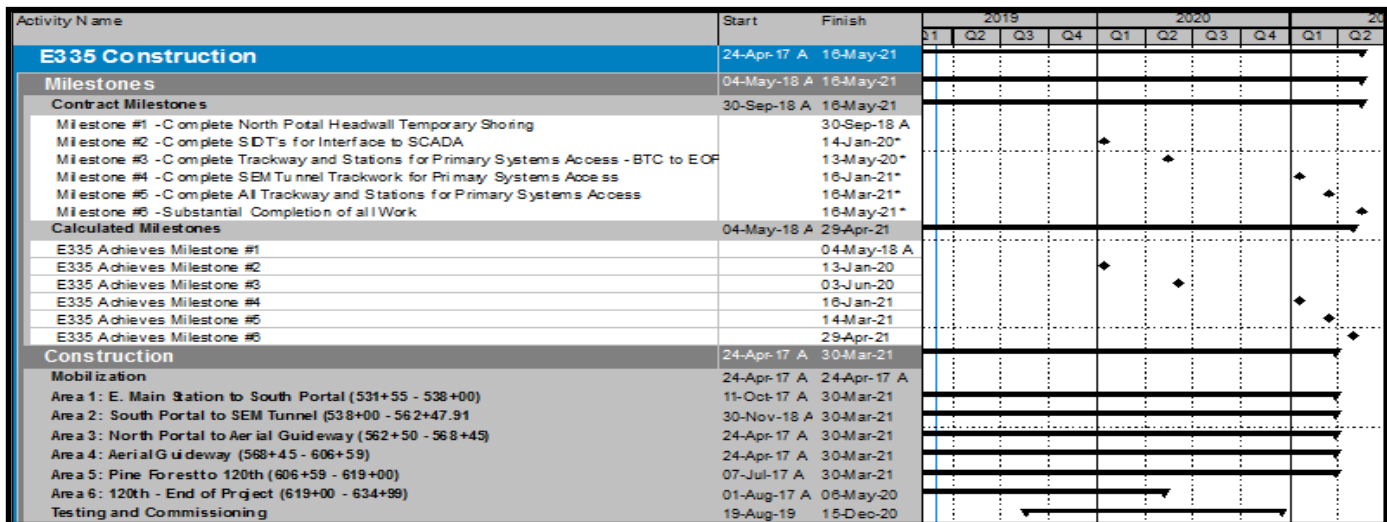 Activity Name Start Finish 2019 2020 20
Q1 Q2 Q3 Q4 Q1 Q2 Q3 Q4 Q1 Q2
E335 Construction 24-Apr-17 A 16-May-21
Milestones 04-May-18 A 16-May-21
Contract Milestones 30-Sep-18 A 16-May-21
Milestone #1 - Complete North Portal Headwall Temporary Shoring 30-Sep-18 A
Milestone #2 - Complete SIDT's for Interface to SCADA 14-Jan-20*
Milestone #3 - Complete Trackway and Stations for Primary Systems Access - BTC to EOP 13-May-20*
Milestone #4 - Complete SEM Tunnel Trackwork for Primary Systems Access 16-Jan-21*
Milestone #5 - Complete All Trackway and Stations for Primary Systems Access 16-Mar-21*
Milestone #6 - Substantial Completion of all Work 16-May-21*
Calculated Milestones 04-May-18 A 29-Apr-21
E335 Achieves Milestone #1 04-May-18 A
E335 Achieves Milestone #2 13-Jan-20
E335 Achieves Milestone #3 03-Jun-20
E335 Achieves Milestone #4 16-Jan-21
E335 Achieves Milestone #5 14-Mar-21
E335 Achieves Milestone #6 29-Apr-21
Construction 24-Apr-17 A 30-Mar-21
Mobilization 24-Apr-17 A 24-Apr-17 A
Area 1: E. Main Station to South Portal (531+55 - 538+00) 11-Oct-17 A 30-Mar-21
Area 2: South Portal to SEM Tunnel (538+00 - 562+47.91 30-Nov-18 A 30-Mar-21
Area 3: North Portal to Aerial Guideway (562+50 - 568+45) 24-Apr-17 A 30-Mar-21
Area 4: Aerial Guideway (568+45 - 606+59) 24-Apr-17 A 30-Mar-21
Area 5: Pine Forest to 120th (606+59 - 619+00) 07-Jul-17 A 30-Mar-21
Area 6: 120th - End of Project (619+00 - 634+99) 01-Aug-17 A 06-May-20
Testing and Commissioning 19-Aug-19 15-Dec-20